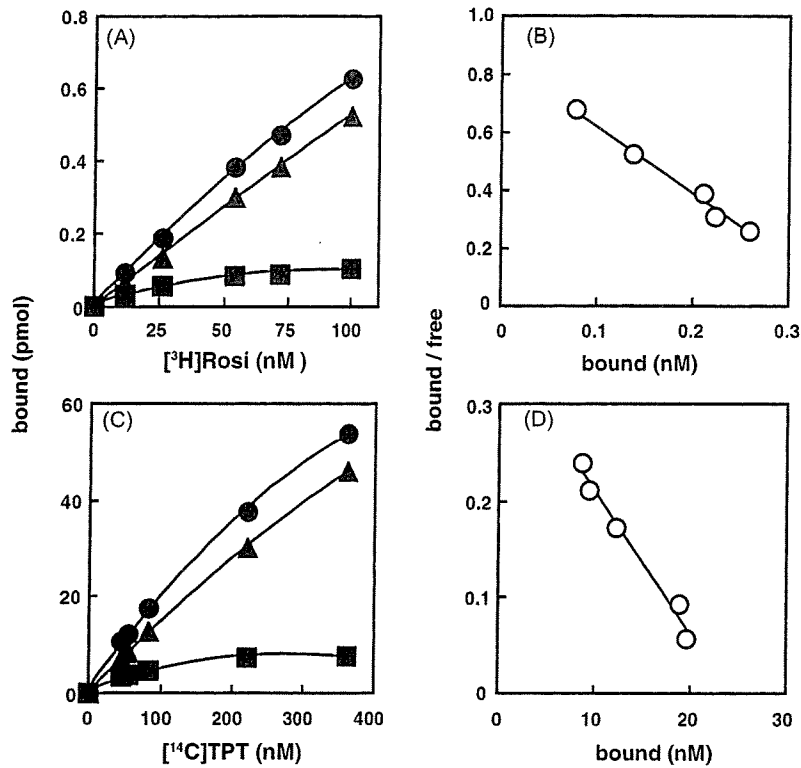 (A)
0.8
0.6
0.4
0.2
0
0 25 50 75 100
[³H]Rosi (nM )
(B)
1.0
0.8
0.6
0.4
0.2
0
0 0.1 0.2 0.3
bound (nM)
bound (pmol)
bound / free
(C)
60
40
20
0
0 100 200 300 400
[¹⁴C]TPT (nM)
(D)
0.3
0.2
0.1
0
0 10 20 30
bound (nM)